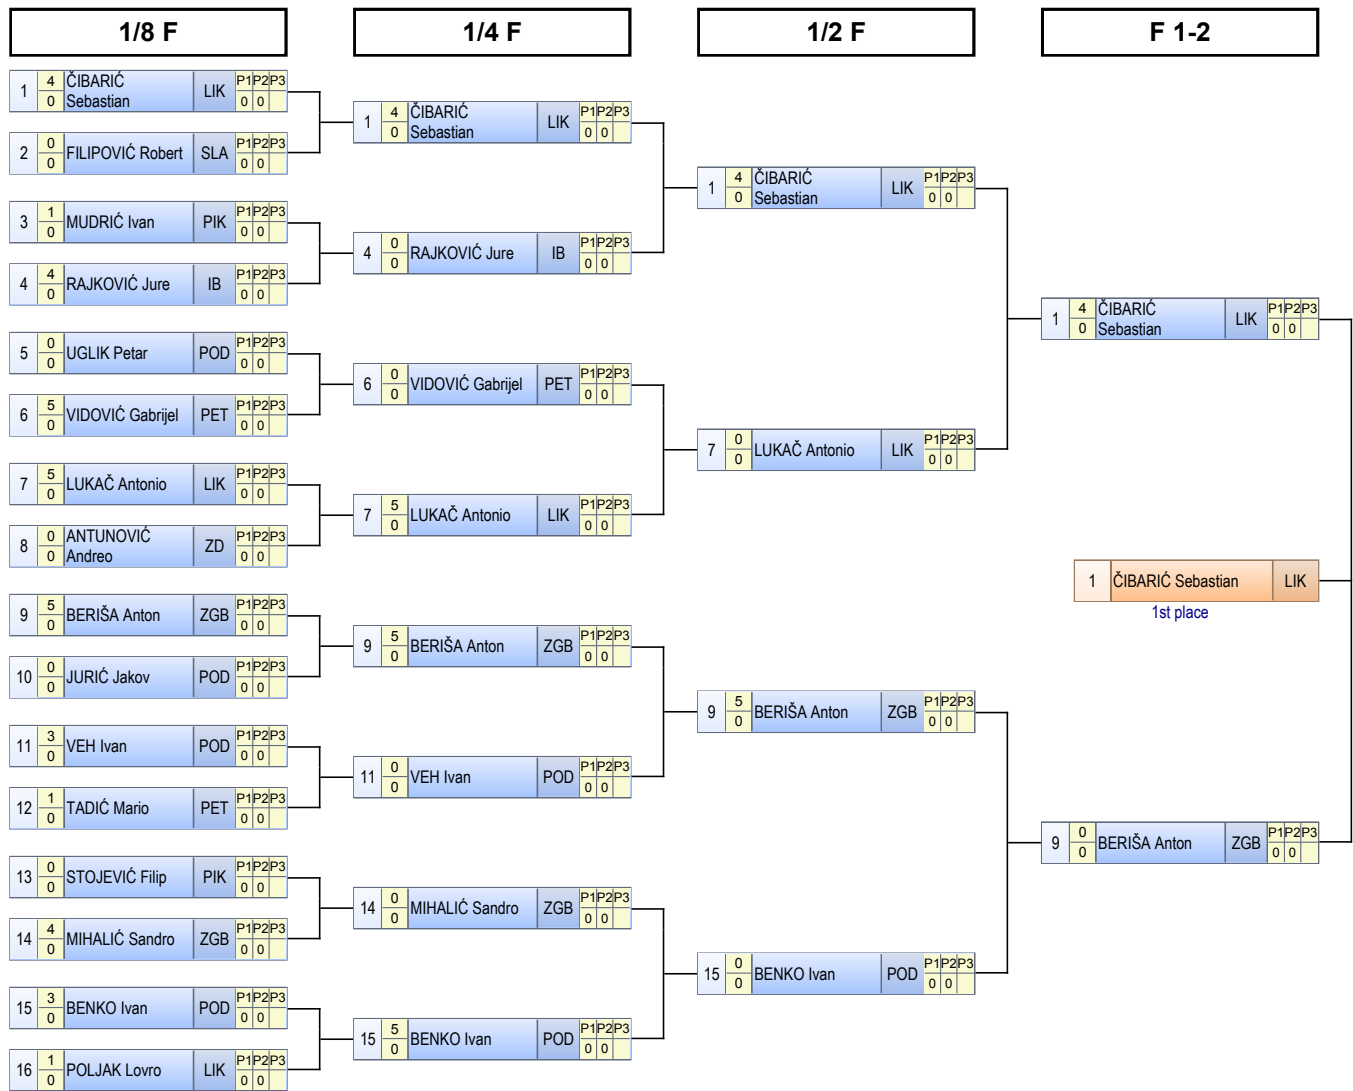 1/8 F
1/4 F
1/2 F
F 1-2
1 4 ČIBARIĆ Sebastian LIK P1 P2 P3
0 0 0
2 0 FILIPOVIĆ Robert SLA P1 P2 P3
0 0 0
3 1 MUDRIĆ Ivan PIK P1 P2 P3
0 0 0
4 4 RAJKOVIĆ Jure IB P1 P2 P3
0 0 0
5 0 UGLIK Petar POD P1 P2 P3
0 0 0
6 5 VIDOVIĆ Gabrijel PET P1 P2 P3
0 0 0
7 5 LUKAČ Antonio LIK P1 P2 P3
0 0 0
8 0 ANTUNOVIĆ Andreo ZD P1 P2 P3
0 0 0
9 5 BERIŠA Anton ZGB P1 P2 P3
0 0 0
10 0 JURIĆ Jakov POD P1 P2 P3
0 0 0
11 3 VEH Ivan POD P1 P2 P3
0 0 0
12 1 TADIĆ Mario PET P1 P2 P3
0 0 0
13 0 STOJEVIĆ Filip PIK P1 P2 P3
0 0 0
14 4 MIHALIĆ Sandro ZGB P1 P2 P3
0 0 0
15 3 BENKO Ivan POD P1 P2 P3
0 0 0
16 1 POLJAK Lovro LIK P1 P2 P3
0 0 0
1 4 ČIBARIĆ Sebastian LIK P1 P2 P3
0 0 0
4 0 RAJKOVIĆ Jure IB P1 P2 P3
0 0 0
6 0 VIDOVIĆ Gabrijel PET P1 P2 P3
0 0 0
7 5 LUKAČ Antonio LIK P1 P2 P3
0 0 0
9 5 BERIŠA Anton ZGB P1 P2 P3
0 0 0
11 0 VEH Ivan POD P1 P2 P3
0 0 0
14 0 MIHALIĆ Sandro ZGB P1 P2 P3
0 0 0
15 5 BENKO Ivan POD P1 P2 P3
0 0 0
1 4 ČIBARIĆ Sebastian LIK P1 P2 P3
0 0 0
7 0 LUKAČ Antonio LIK P1 P2 P3
0 0 0
9 5 BERIŠA Anton ZGB P1 P2 P3
0 0 0
15 0 BENKO Ivan POD P1 P2 P3
0 0 0
1 4 ČIBARIĆ Sebastian LIK P1 P2 P3
0 0 0
1 ČIBARIĆ Sebastian LIK
1st place
9 0 BERIŠA Anton ZGB P1 P2 P3
0 0 0